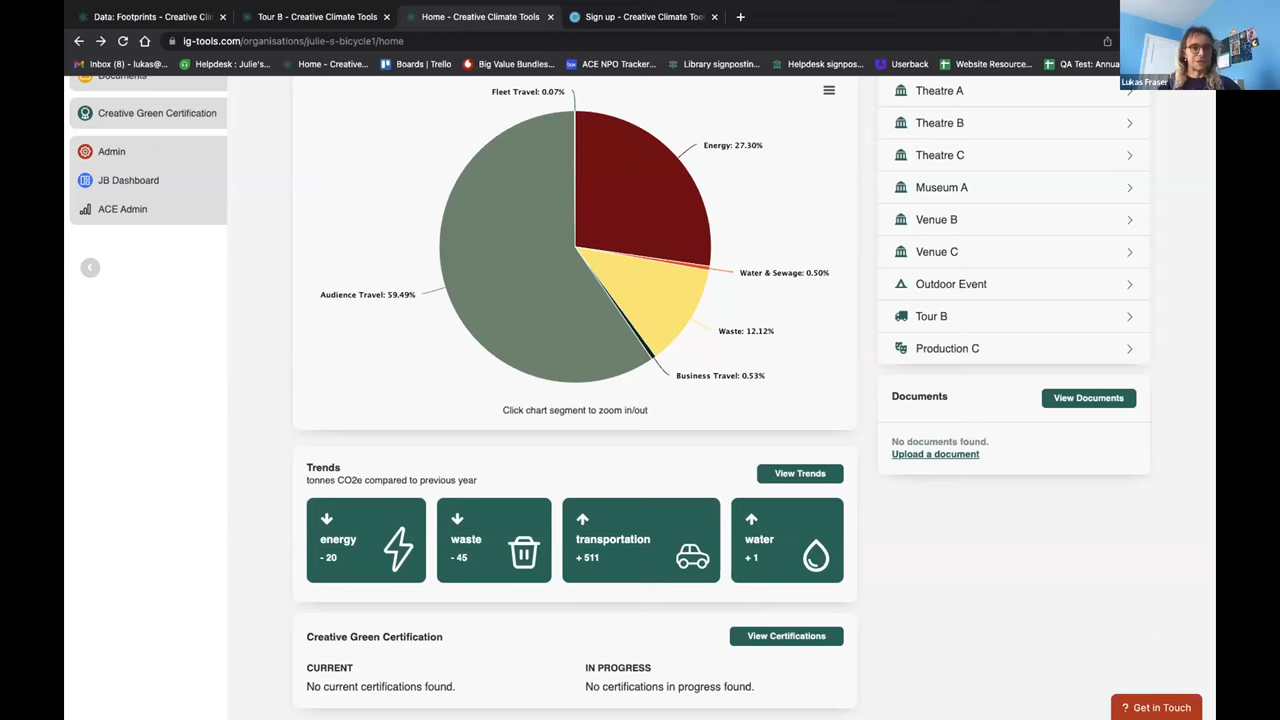 Data: Footprints - Creative Cli
Tour B - Creative Climate Tools
Home - Creative Climate Tools
Sign up - Creative Climate Tool
ig-tools.com/organisations/julie-s-bicycle1/home
Inbox (8) - lukas@...
Helpdesk : Julie's...
Home - Creative...
Boards | Trello
Big Value Bundles...
ACE NPO Tracker...
Library signposting...
Helpdesk signpos...
Userback
Website Resource...
QA Test: Annua
Lukas Fraser
Documents
Creative Green Certification
Admin
JB Dashboard
ACE Admin
Fleet Travel: 0.07%
Energy: 27.30%
Water & Sewage: 0.50%
Audience Travel: 59.49%
Waste: 12.12%
Business Travel: 0.53%
Click chart segment to zoom in/out
Theatre A
Theatre B
Theatre C
Museum A
Venue B
Venue C
Outdoor Event
Tour B
Production C
Documents
View Documents
No documents found.
Upload a document
Trends
View Trends
tonnes CO2e compared to previous year
energy
- 20
waste
- 45
transportation
+ 511
water
+ 1
Creative Green Certification
View Certifications
CURRENT
IN PROGRESS
No current certifications found.
No certifications in progress found.
? Get in Touch